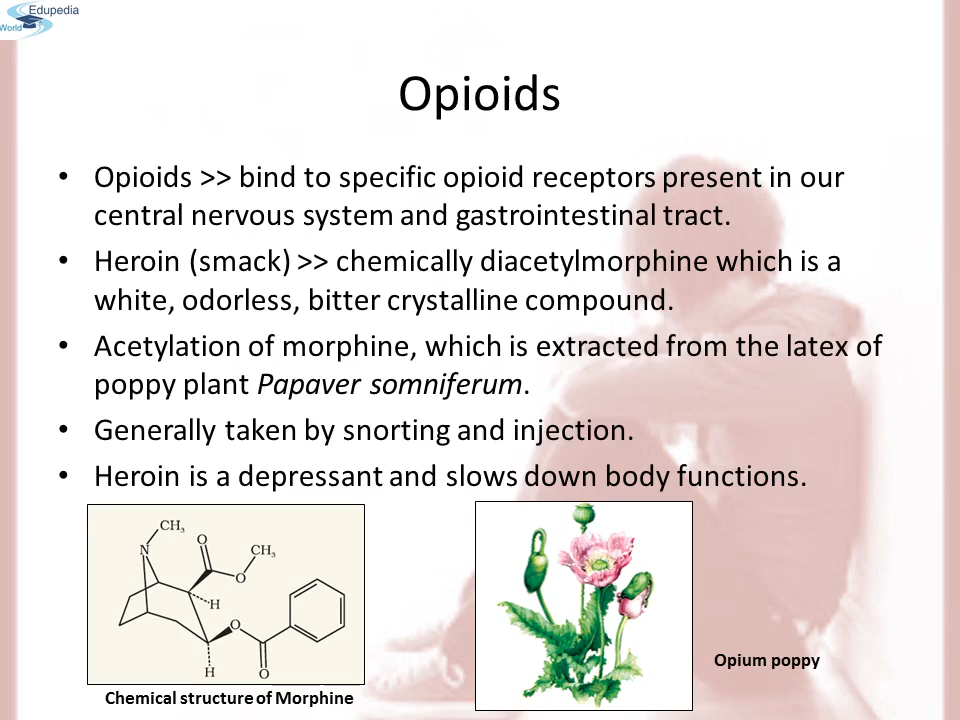 Edupedia
World
Opioids
• Opioids >> bind to specific opioid receptors present in our
central nervous system and gastrointestinal tract.
• Heroin (smack) >> chemically diacetylmorphine which is a
white, odorless, bitter crystalline compound.
• Acetylation of morphine, which is extracted from the latex of
poppy plant Papaver somniferum.
• Generally taken by snorting and injection.
• Heroin is a depressant and slows down body functions.
CH₃
N
O
CH₃
O
H
O
H
O
Opium poppy
Chemical structure of Morphine